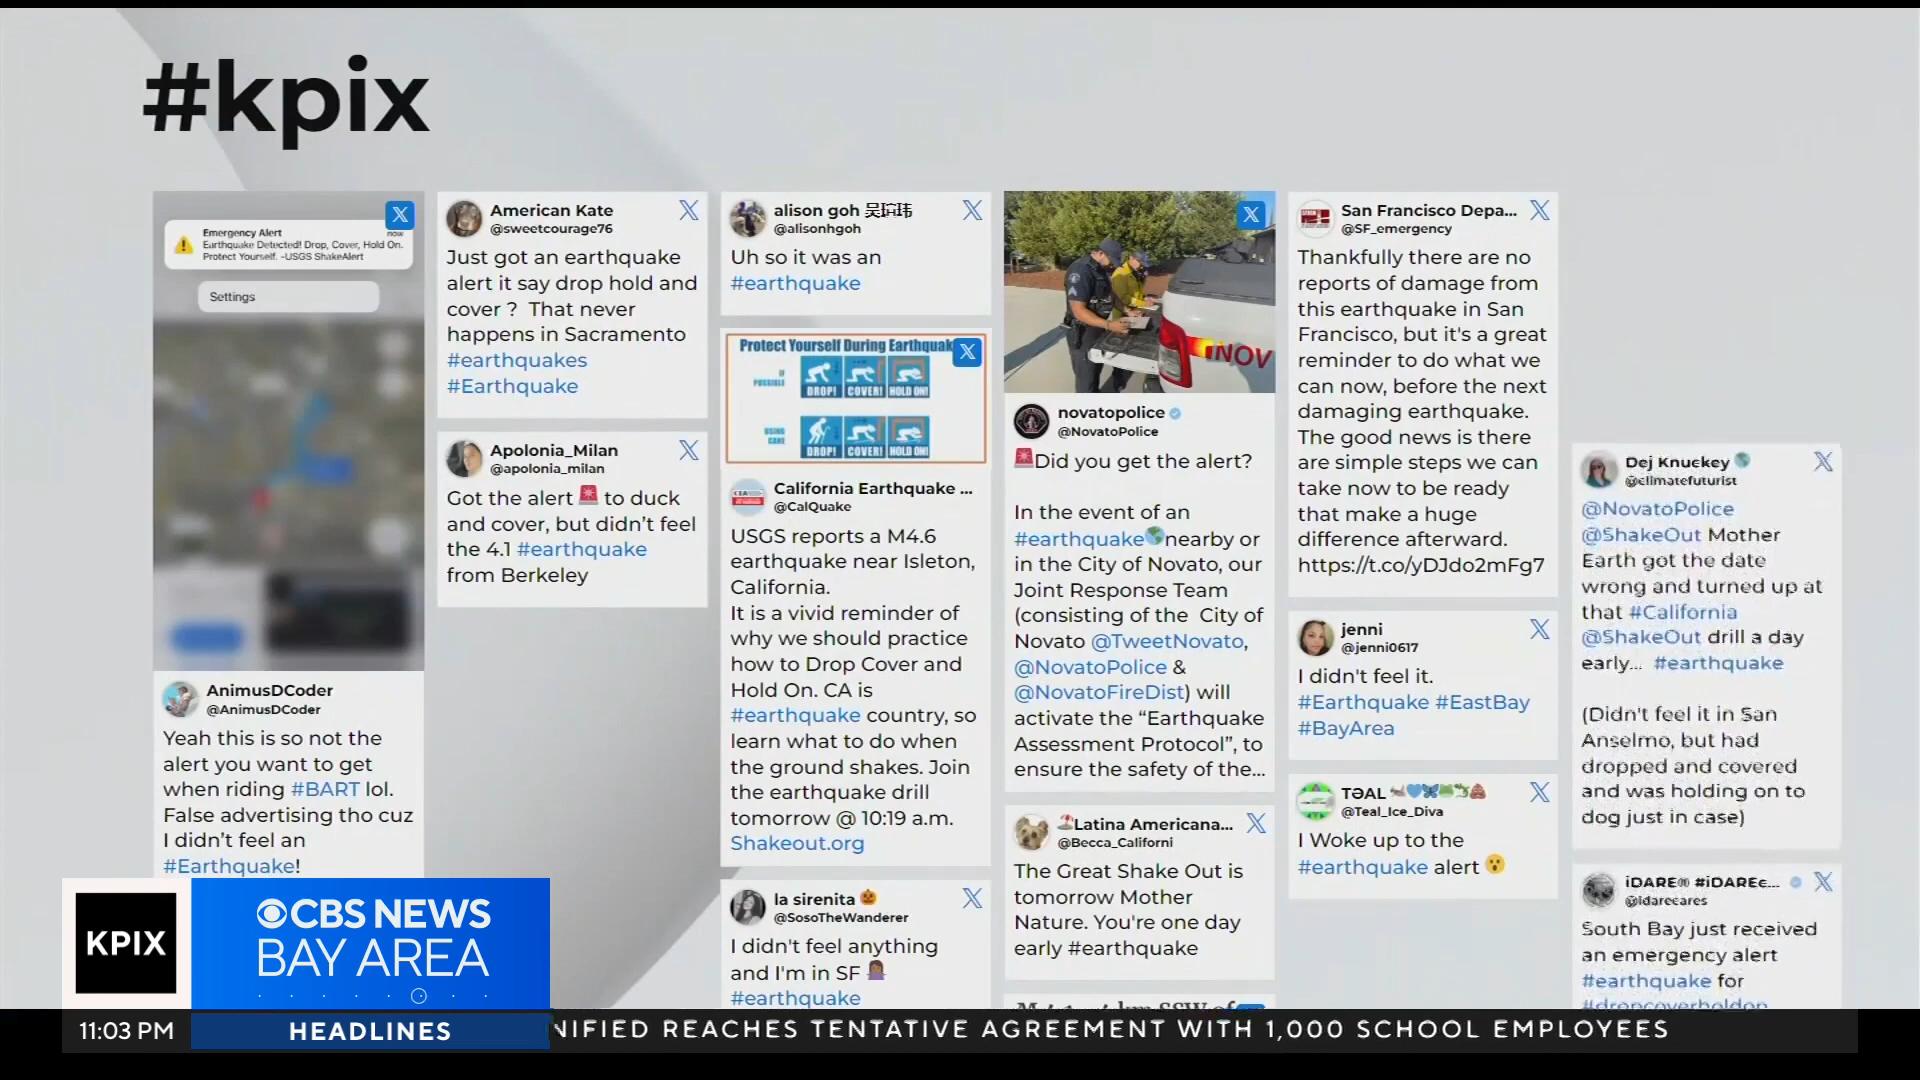 #kpix
Emergency Alert
now
Earthquake Detected! Drop, Cover, Hold On.
Protect Yourself. -USGS ShakeAlert
Settings
AnimusDCoder
@AnimusDCoder
Yeah this is so not the
alert you want to get
when riding #BART lol.
False advertising tho cuz
I didn't feel an
#Earthquake!
American Kate
@sweetcourage76
Just got an earthquake
alert it say drop hold and
cover ? That never
happens in Sacramento
#earthquakes
#Earthquake
Apolonia_Milan
@apolonia_milan
Got the alert 🚨 to duck
and cover, but didn't feel
the 4.1 #earthquake
from Berkeley
alison goh 吴瑄玮
@alisonhgoh
Uh so it was an
#earthquake
Protect Yourself During Earthquak
IF
POSSIBLE
DROP! COVER! HOLD ON!
USING
CANE
DROP! COVER! HOLD ON!
California Earthquake ...
@CalQuake
USGS reports a M4.6
earthquake near Isleton,
California.
It is a vivid reminder of
why we should practice
how to Drop Cover and
Hold On. CA is
#earthquake country, so
learn what to do when
the ground shakes. Join
the earthquake drill
tomorrow @ 10:19 a.m.
Shakeout.org
la sirenita 🎃
@SosoTheWanderer
I didn't feel anything
and I'm in SF 🤷🏾‍♀️
#earthquake
NOV
novatopolice
@NovatoPolice
🚨Did you get the alert?
In the event of an
#earthquake🌎nearby or
in the City of Novato, our
Joint Response Team
(consisting of the City of
Novato @TweetNovato,
@NovatoPolice &
@NovatoFireDist) will
activate the “Earthquake
Assessment Protocol”, to
ensure the safety of the...
🏖Latina Americana...
@Becca_Californi
The Great Shake Out is
tomorrow Mother
Nature. You're one day
early #earthquake
San Francisco Depa...
@SF_emergency
Thankfully there are no
reports of damage from
this earthquake in San
Francisco, but it's a great
reminder to do what we
can now, before the next
damaging earthquake.
The good news is there
are simple steps we can
take now to be ready
that make a huge
difference afterward.
https://t.co/yDJdo2mFg7
jenni
@jenni0617
I didn't feel it.
#Earthquake #EastBay
#BayArea
TƏAL
@Teal_Ice_Diva
I Woke up to the
#earthquake alert 😮
Dej Knuckey 🌎
@climatefuturist
@NovatoPolice
@ShakeOut Mother
Earth got the date
wrong and turned up at
that #California
@ShakeOut drill a day
early... #earthquake
(Didn't feel it in San
Anselmo, but had
dropped and covered
and was holding on to
dog just in case)
iDARE® #iDAREc...
@idarecares
South Bay just received
an emergency alert
#earthquake for
#dropcoverholdon
KPIX
CBS NEWS
BAY AREA
11:03 PM
HEADLINES
NIFIED REACHES TENTATIVE AGREEMENT WITH 1,000 SCHOOL EMPLOYEES